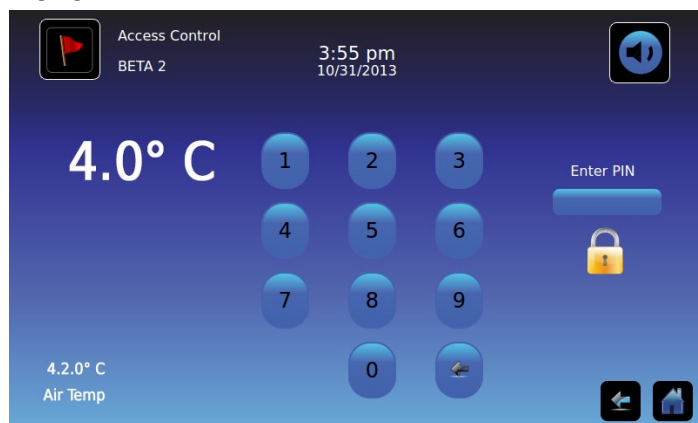 Access Control
BETA 2
3:55 pm
10/31/2013
4.0° C
1 2 3
Enter PIN
4 5 6
7 8 9
0
4.2.0° C
Air Temp